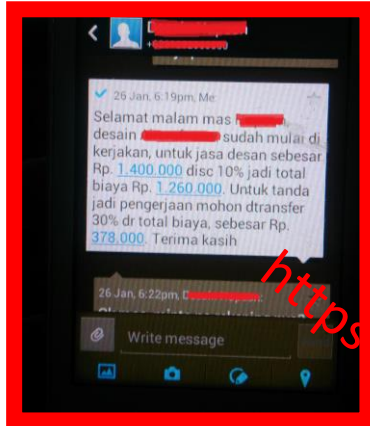 26 Jan, 6:19pm, Me:
Selamat malam mas
desain sudah mulai di
kerjakan, untuk jasa desan sebesar
Rp. 1.400.000 disc 10% jadi total
biaya Rp. 1.260.000. Untuk tanda
jadi pengerjaan mohon dtransfer
30% dr total biaya, sebesar Rp.
378.000. Terima kasih
26 Jan, 6:22pm, D
Write message
https